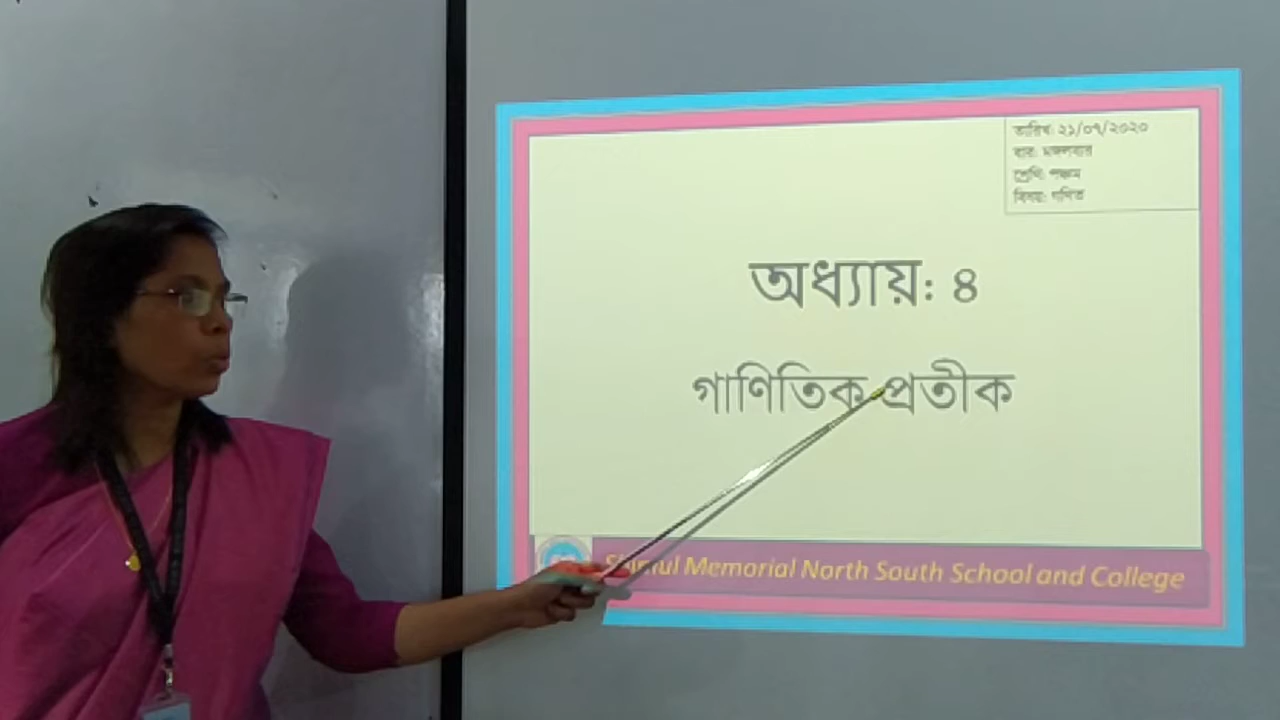 তারিখ: ২১/০৭/২০২০
বার: মঙ্গলবার
শ্রেণি: পঞ্চম
বিষয়: গণিত
অধ্যায়: ৪
গাণিতিক প্রতীক
Shimul Memorial North South School and College